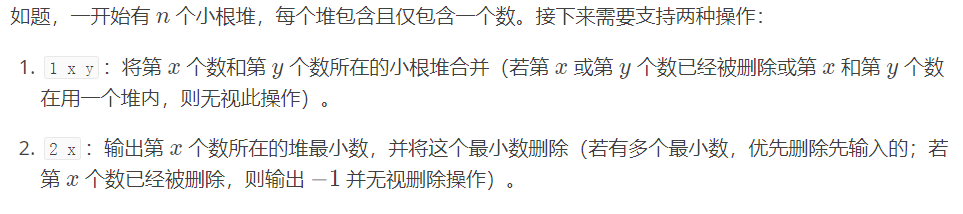 如题，一开始有 n 个小根堆，每个堆包含且仅包含一个数。接下来需要支持两种操作：
1. 1 x y：将第 x 个数和第 y 个数所在的小根堆合并（若第 x 或第 y 个数已经被删除或第 x 和第 y 个数
在用一个堆内，则无视此操作）。
2. 2 x：输出第 x 个数所在的堆最小数，并将这个最小数删除（若有多个最小数，优先删除先输入的；若
第 x 个数已经被删除，则输出 −1 并无视删除操作）。